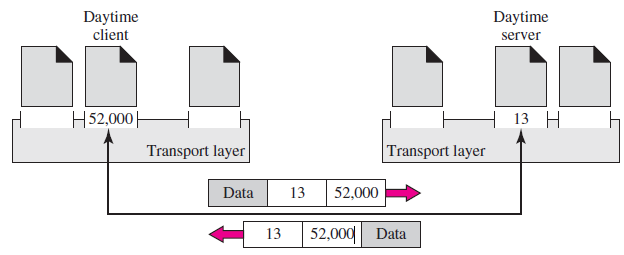 Daytime
client
Daytime
server
52,000
13
Transport layer
Transport layer
Data 13 52,000
13 52,000 Data